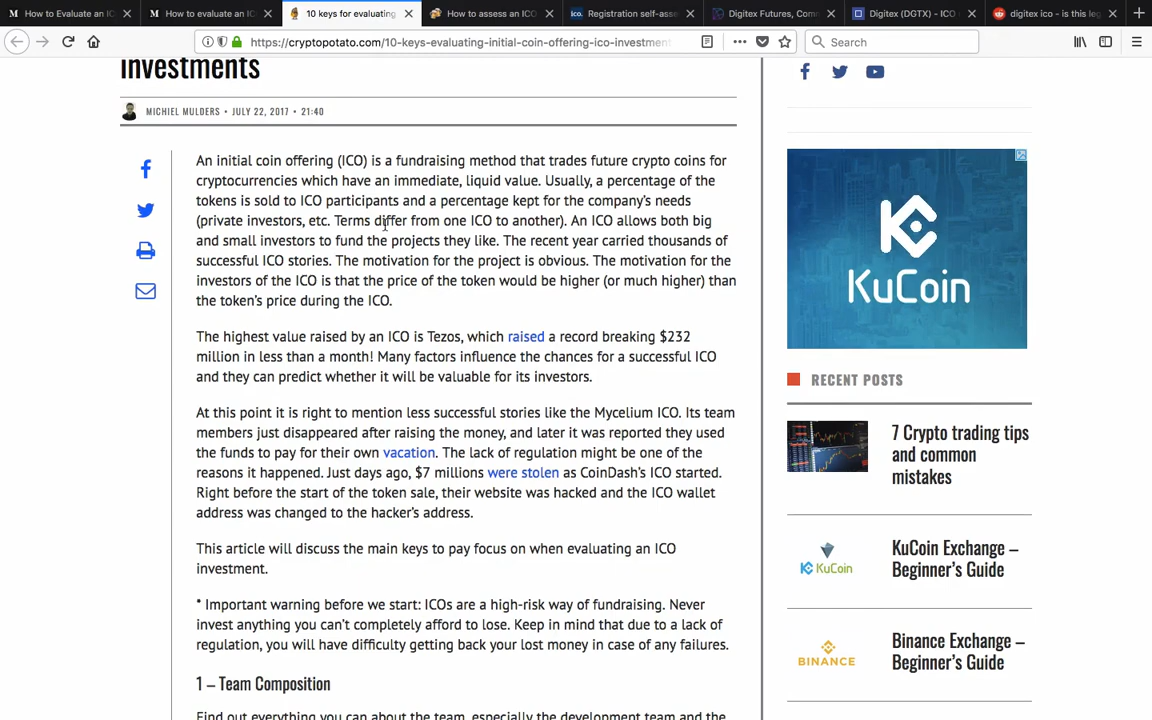 How to Evaluate an
How to evaluate an IC
10 keys for evaluating
How to assess an ICO
Registration self-asse
Digitex Futures, Comm
Digitex (DGTX) - ICO
digitex ico - is this leg
https://cryptopotato.com/10-keys-evaluating-initial-coin-offering-ico-investment
Search
investments
MICHIEL MULDERS • JULY 22, 2017 • 21:40
An initial coin offering (ICO) is a fundraising method that trades future crypto coins for
cryptocurrencies which have an immediate, liquid value. Usually, a percentage of the
tokens is sold to ICO participants and a percentage kept for the company's needs
(private investors, etc. Terms differ from one ICO to another). An ICO allows both big
and small investors to fund the projects they like. The recent year carried thousands of
successful ICO stories. The motivation for the project is obvious. The motivation for the
investors of the ICO is that the price of the token would be higher (or much higher) than
the token's price during the ICO.
The highest value raised by an ICO is Tezos, which raised a record breaking $232
million in less than a month! Many factors influence the chances for a successful ICO
and they can predict whether it will be valuable for its investors.
At this point it is right to mention less successful stories like the Mycelium ICO. Its team
members just disappeared after raising the money, and later it was reported they used
the funds to pay for their own vacation. The lack of regulation might be one of the
reasons it happened. Just days ago, $7 millions were stolen as CoinDash's ICO started.
Right before the start of the token sale, their website was hacked and the ICO wallet
address was changed to the hacker's address.
This article will discuss the main keys to pay focus on when evaluating an ICO
investment.
* Important warning before we start: ICOs are a high-risk way of fundraising. Never
invest anything you can't completely afford to lose. Keep in mind that due to a lack of
regulation, you will have difficulty getting back your lost money in case of any failures.
1 – Team Composition
Find out everything you can about the team, especially the development team and the
KuCoin
RECENT POSTS
7 Crypto trading tips
and common
mistakes
KuCoin
KuCoin Exchange –
Beginner's Guide
BINANCE
Binance Exchange –
Beginner's Guide